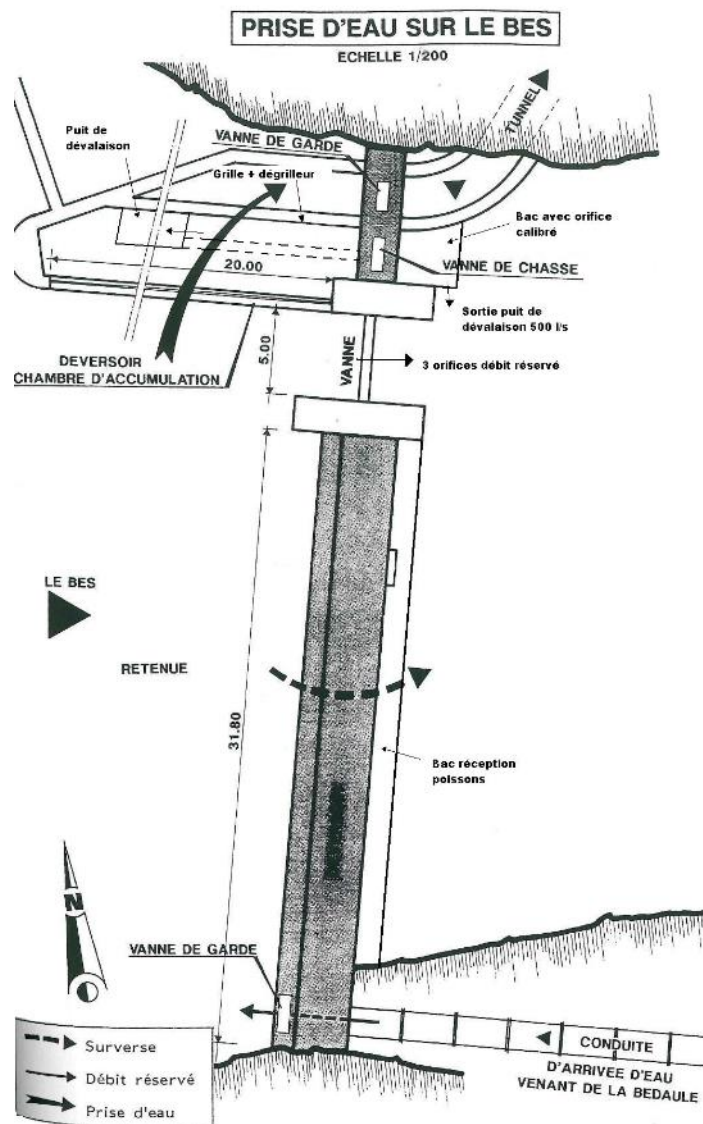 PRISE D'EAU SUR LE BES
ECHELLE 1/200
Puit de
dévalaison
VANNE DE GARDE
TUNNEL
Grille + dégrilleur
Bac avec orifice
calibré
VANNE DE CHASSE
20.00
Sortie puit de
dévalaison 500 l/s
5.00
VANNE
3 orifices débit réservé
DEVERSOIR
CHAMBRE D'ACCUMULATION
LE BES
RETENUE
31.80
Bac réception
poissons
N
VANNE DE GARDE
Surverse
Débit réservé
Prise d'eau
CONDUITE
D'ARRIVÉE D'EAU
VENANT DE LA BEDAULE